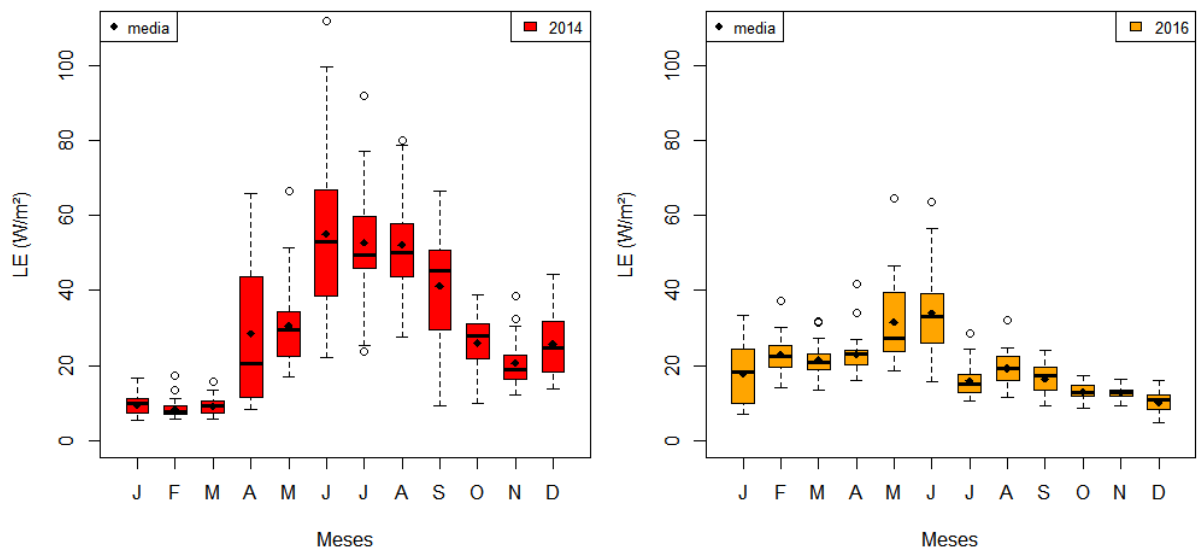 media
2014
LE (W/m²)
100
80
60
40
20
0
J F M A M J J A S O N D
Meses
media
2016
LE (W/m²)
100
80
60
40
20
0
J F M A M J J A S O N D
Meses